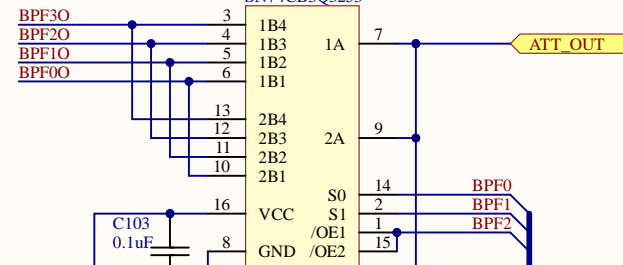 BPF3O 3 1B4 1A 7 ATT_OUT
BPF2O 4 1B3
BPF1O 5 1B2
BPF0O 6 1B1
13 2B4
12 2B3 2A 9
11 2B2
10 2B1
S0 14 BPF0
16 VCC S1 2 BPF1
C103 /OE1 1 BPF2
0.1uF 8 GND /OE2 15